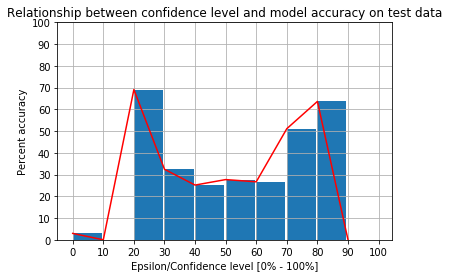 Relationship between confidence level and model accuracy on test data
100
90
80
70
60
50
40
30
20
10
0
Percent accuracy
0 10 20 30 40 50 60 70 80 90 100
Epsilon/Confidence level [0% - 100%]